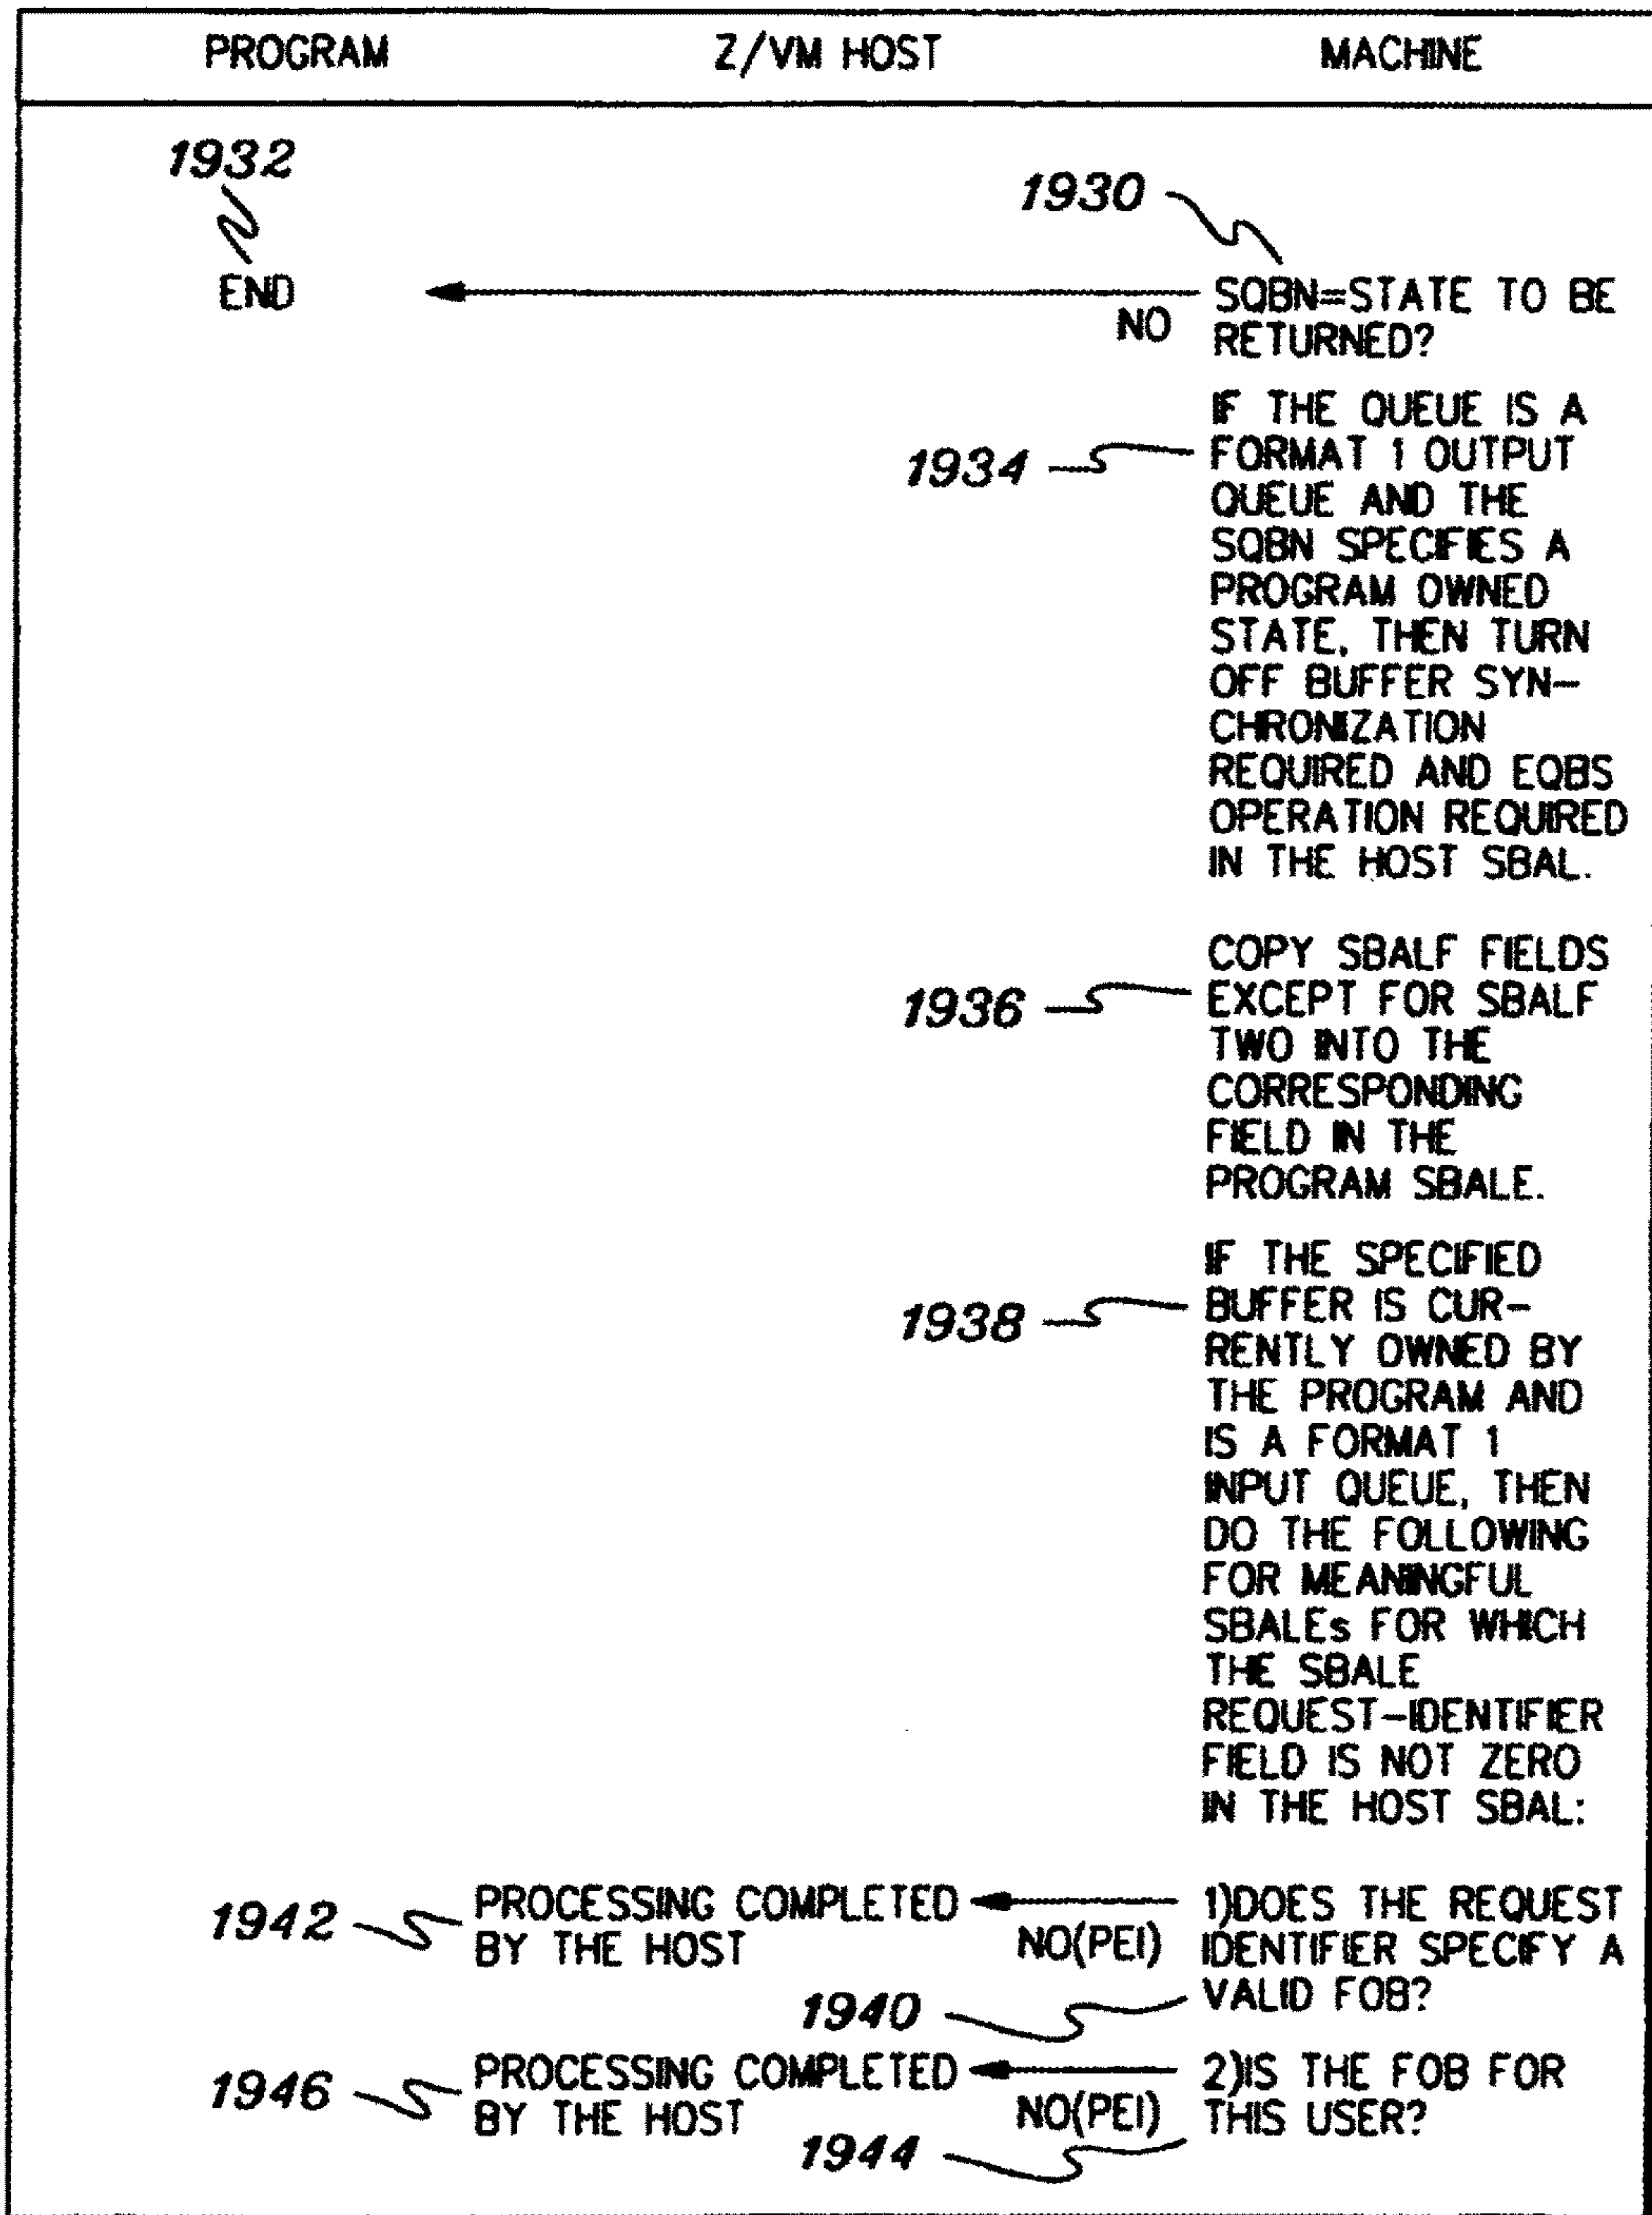 PROGRAM Z/VM HOST MACHINE
1932
1930
END
NO
SQBN=STATE TO BE
RETURNED?
1934
IF THE QUEUE IS A
FORMAT 1 OUTPUT
QUEUE AND THE
SQBN SPECIFIES A
PROGRAM OWNED
STATE, THEN TURN
OFF BUFFER SYN-
CHRONIZATION
REQUIRED AND EQBS
OPERATION REQUIRED
IN THE HOST SBAL.
1936
COPY SBALF FIELDS
EXCEPT FOR SBALF
TWO INTO THE
CORRESPONDING
FIELD IN THE
PROGRAM SBALE.
1938
IF THE SPECIFIED
BUFFER IS CUR-
RENTLY OWNED BY
THE PROGRAM AND
IS A FORMAT 1
INPUT QUEUE, THEN
DO THE FOLLOWING
FOR MEANINGFUL
SBALEs FOR WHICH
THE SBALE
REQUEST-IDENTIFIER
FIELD IS NOT ZERO
IN THE HOST SBAL:
1942
PROCESSING COMPLETED
BY THE HOST
NO(PEI)
1)DOES THE REQUEST
IDENTIFIER SPECIFY A
VALID FOB?
1940
1946
PROCESSING COMPLETED
BY THE HOST
NO(PEI)
2)IS THE FOB FOR
THIS USER?
1944